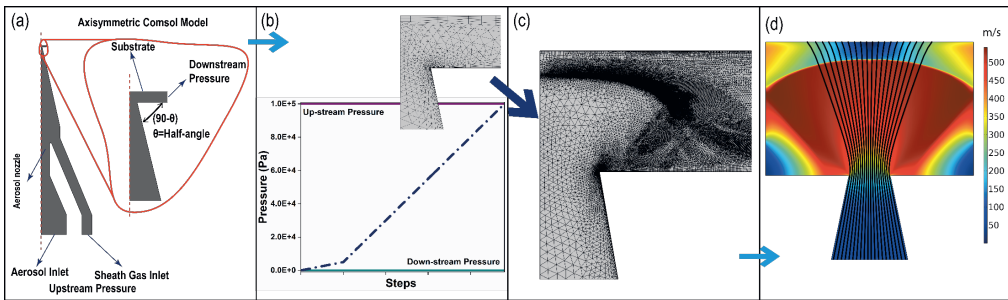 (a)
Axisymmetric Comsol Model
Substrate
Downstream
Pressure
(90-θ)
θ=Half-angle
Aerosol nozzle
Aerosol Inlet
Sheath Gas Inlet
Upstream Pressure
(b)
1.0E+5
Up-stream Pressure
8.0E+4
6.0E+4
4.0E+4
2.0E+4
0.0E+0
Pressure (Pa)
Down-stream Pressure
Steps
(c)
(d)
m/s
500
450
400
350
300
250
200
150
100
50